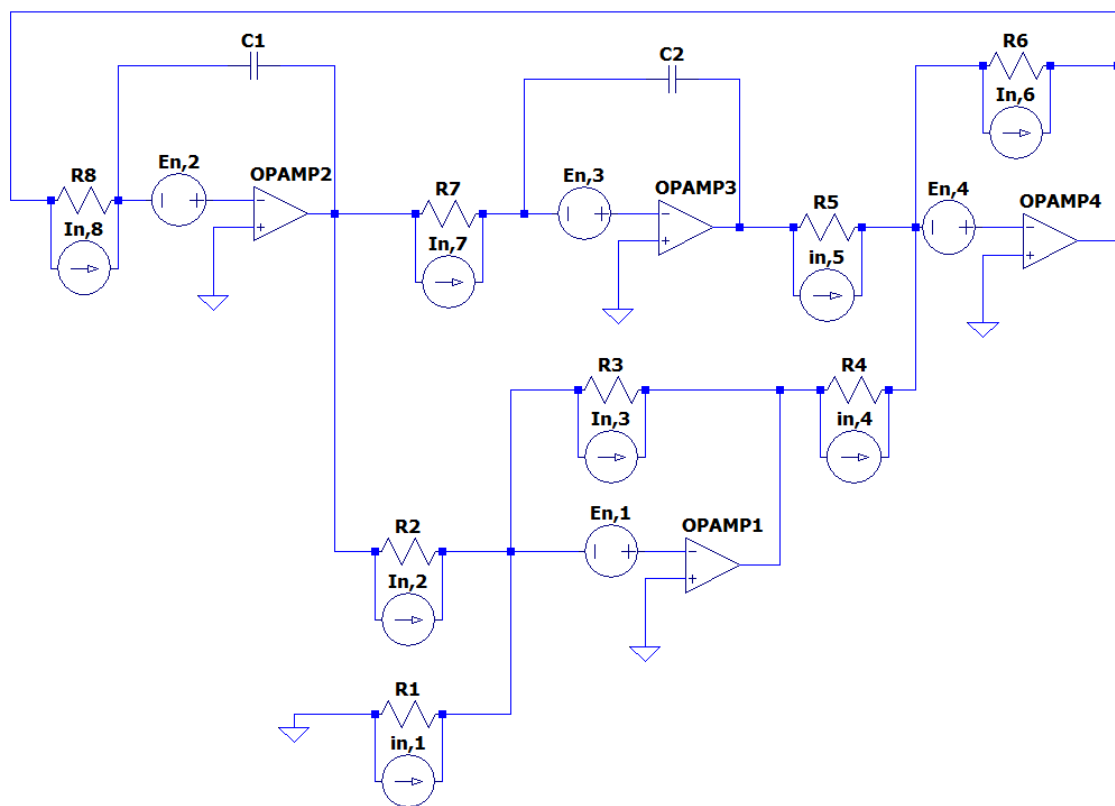 C1
C2
R6
In,6
R8
En,2
OPAMP2
In,8
R7
En,3
OPAMP3
In,7
R5
in,5
En,4
OPAMP4
R3
In,3
R4
in,4
En,1
OPAMP1
R2
In,2
R1
in,1